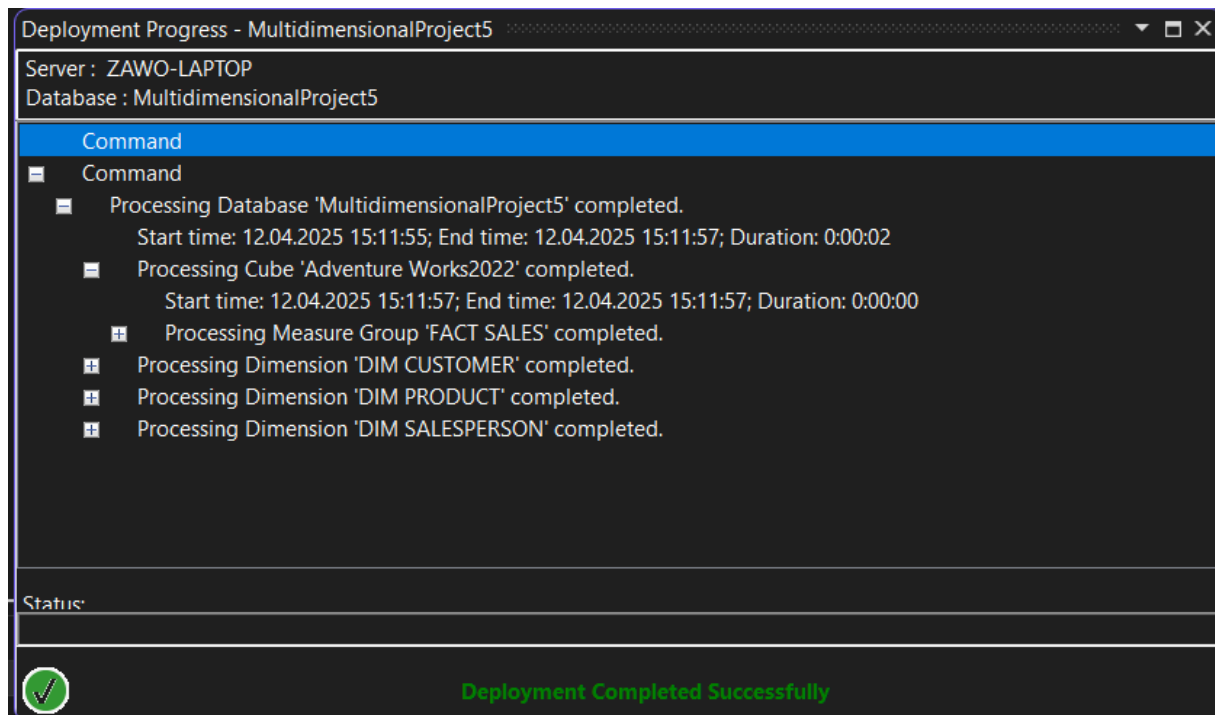 Deployment Progress - MultidimensionalProject5
Server : ZAWO-LAPTOP
Database : MultidimensionalProject5
Command
Command
Processing Database 'MultidimensionalProject5' completed.
Start time: 12.04.2025 15:11:55; End time: 12.04.2025 15:11:57; Duration: 0:00:02
Processing Cube 'Adventure Works2022' completed.
Start time: 12.04.2025 15:11:57; End time: 12.04.2025 15:11:57; Duration: 0:00:00
Processing Measure Group 'FACT SALES' completed.
Processing Dimension 'DIM CUSTOMER' completed.
Processing Dimension 'DIM PRODUCT' completed.
Processing Dimension 'DIM SALESPERSON' completed.
Status:
Deployment Completed Successfully